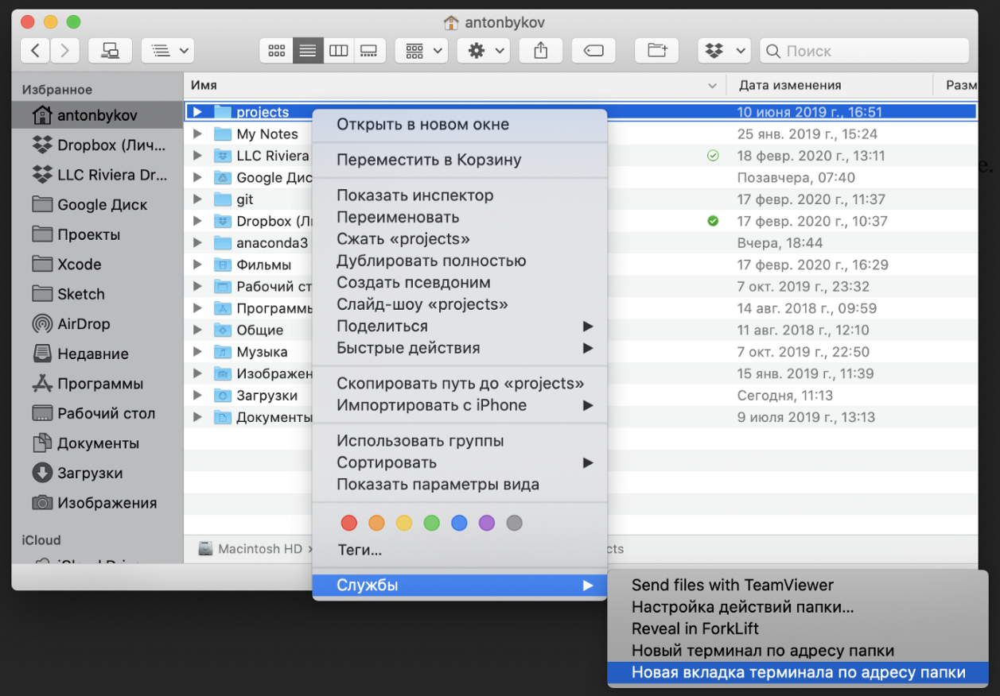 antonbykov
Поиск
Избранное
antonbykov
Dropbox (Лич...
LLC Riviera Dr...
Google Диск
Проекты
Xcode
Sketch
AirDrop
Недавние
Программы
Рабочий стол
Документы
Загрузки
Изображения
iCloud
iCloud Drive
Имя
Дата изменения
Разм
projects
10 июня 2019 г., 16:51
My Notes
25 янв. 2019 г., 15:24
LLC Riviera
18 февр. 2020 г., 13:11
Google Дис
Позавчера, 07:40
git
17 февр. 2020 г., 11:37
Dropbox (Ли
17 февр. 2020 г., 10:37
anaconda3
Вчера, 18:44
Фильмы
17 февр. 2020 г., 16:29
Рабочий ст
7 окт. 2019 г., 23:32
Программы
14 авг. 2018 г., 09:59
Общие
11 авг. 2018 г., 12:10
Музыка
7 окт. 2019 г., 22:50
Изображен
15 янв. 2019 г., 11:39
Загрузки
Сегодня, 11:13
Документы
9 июля 2019 г., 13:13
Macintosh HD ›
cts
е.
Открыть в новом окне
Переместить в Корзину
Показать инспектор
Переименовать
Сжать «projects»
Дублировать полностью
Создать псевдоним
Слайд-шоу «projects»
Поделиться
Быстрые действия
Скопировать путь до «projects»
Импортировать с iPhone
Использовать группы
Сортировать
Показать параметры вида
Теги...
Службы
Send files with TeamViewer
Настройка действий папки...
Reveal in ForkLift
Новый терминал по адресу папки
Новая вкладка терминала по адресу папки